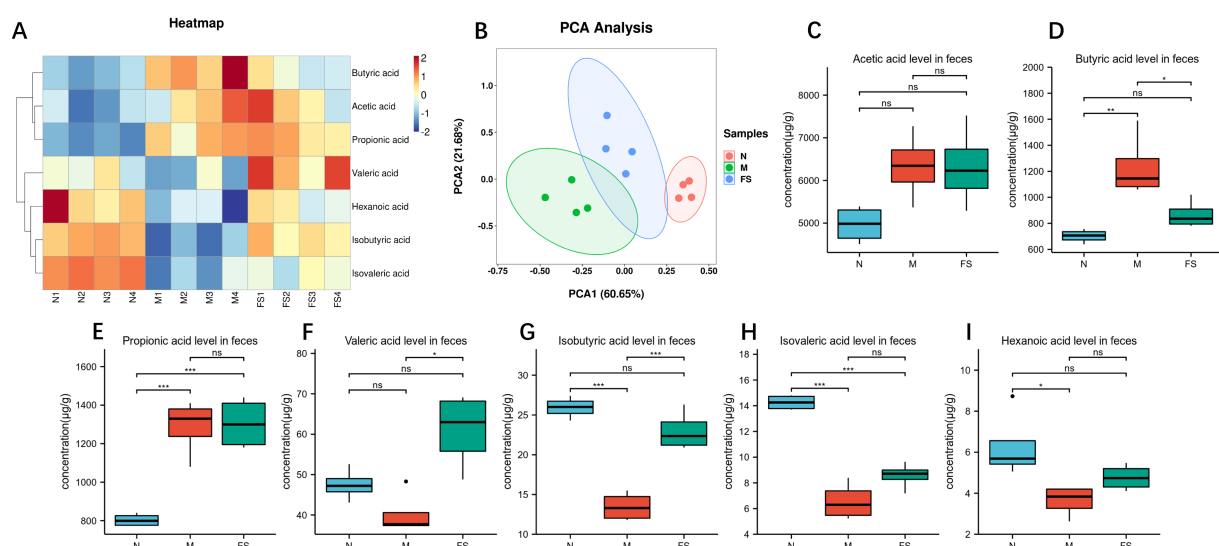 A
Heatmap
Butyric acid
Acetic acid
Propionic acid
Valeric acid
Hexanoic acid
Isobutyric acid
Isovaleric acid
2
1
0
-1
-2
N1 N2 N3 N4 M1 M2 M3 M4 FS1 FS2 FS3 FS4
B
PCA Analysis
PCA2 (21.68%)
1.0
0.5
0.0
-0.5
-0.75 -0.50 -0.25 0.00 0.25 0.50
PCA1 (60.65%)
Samples
N
M
FS
C
Acetic acid level in feces
concentration(μg/g)
8000
7000
6000
5000
ns
ns
ns
N M FS
D
Butyric acid level in feces
concentration(μg/g)
2000
1800
1600
1400
1200
1000
800
600
*
ns
**
N M FS
E
Propionic acid level in feces
concentration(μg/g)
1600
1400
1200
1000
800
ns
***
***
N M FS
F
Valeric acid level in feces
concentration(μg/g)
80
70
60
50
40
*
ns
ns
N M FS
G
Isobutyric acid level in feces
concentration(μg/g)
30
25
20
15
10
***
ns
***
N M FS
H
Isovaleric acid level in feces
concentration(μg/g)
18
16
14
12
10
8
6
4
ns
***
***
N M FS
I
Hexanoic acid level in feces
concentration(μg/g)
10
8
6
4
2
ns
ns
*
N M FS